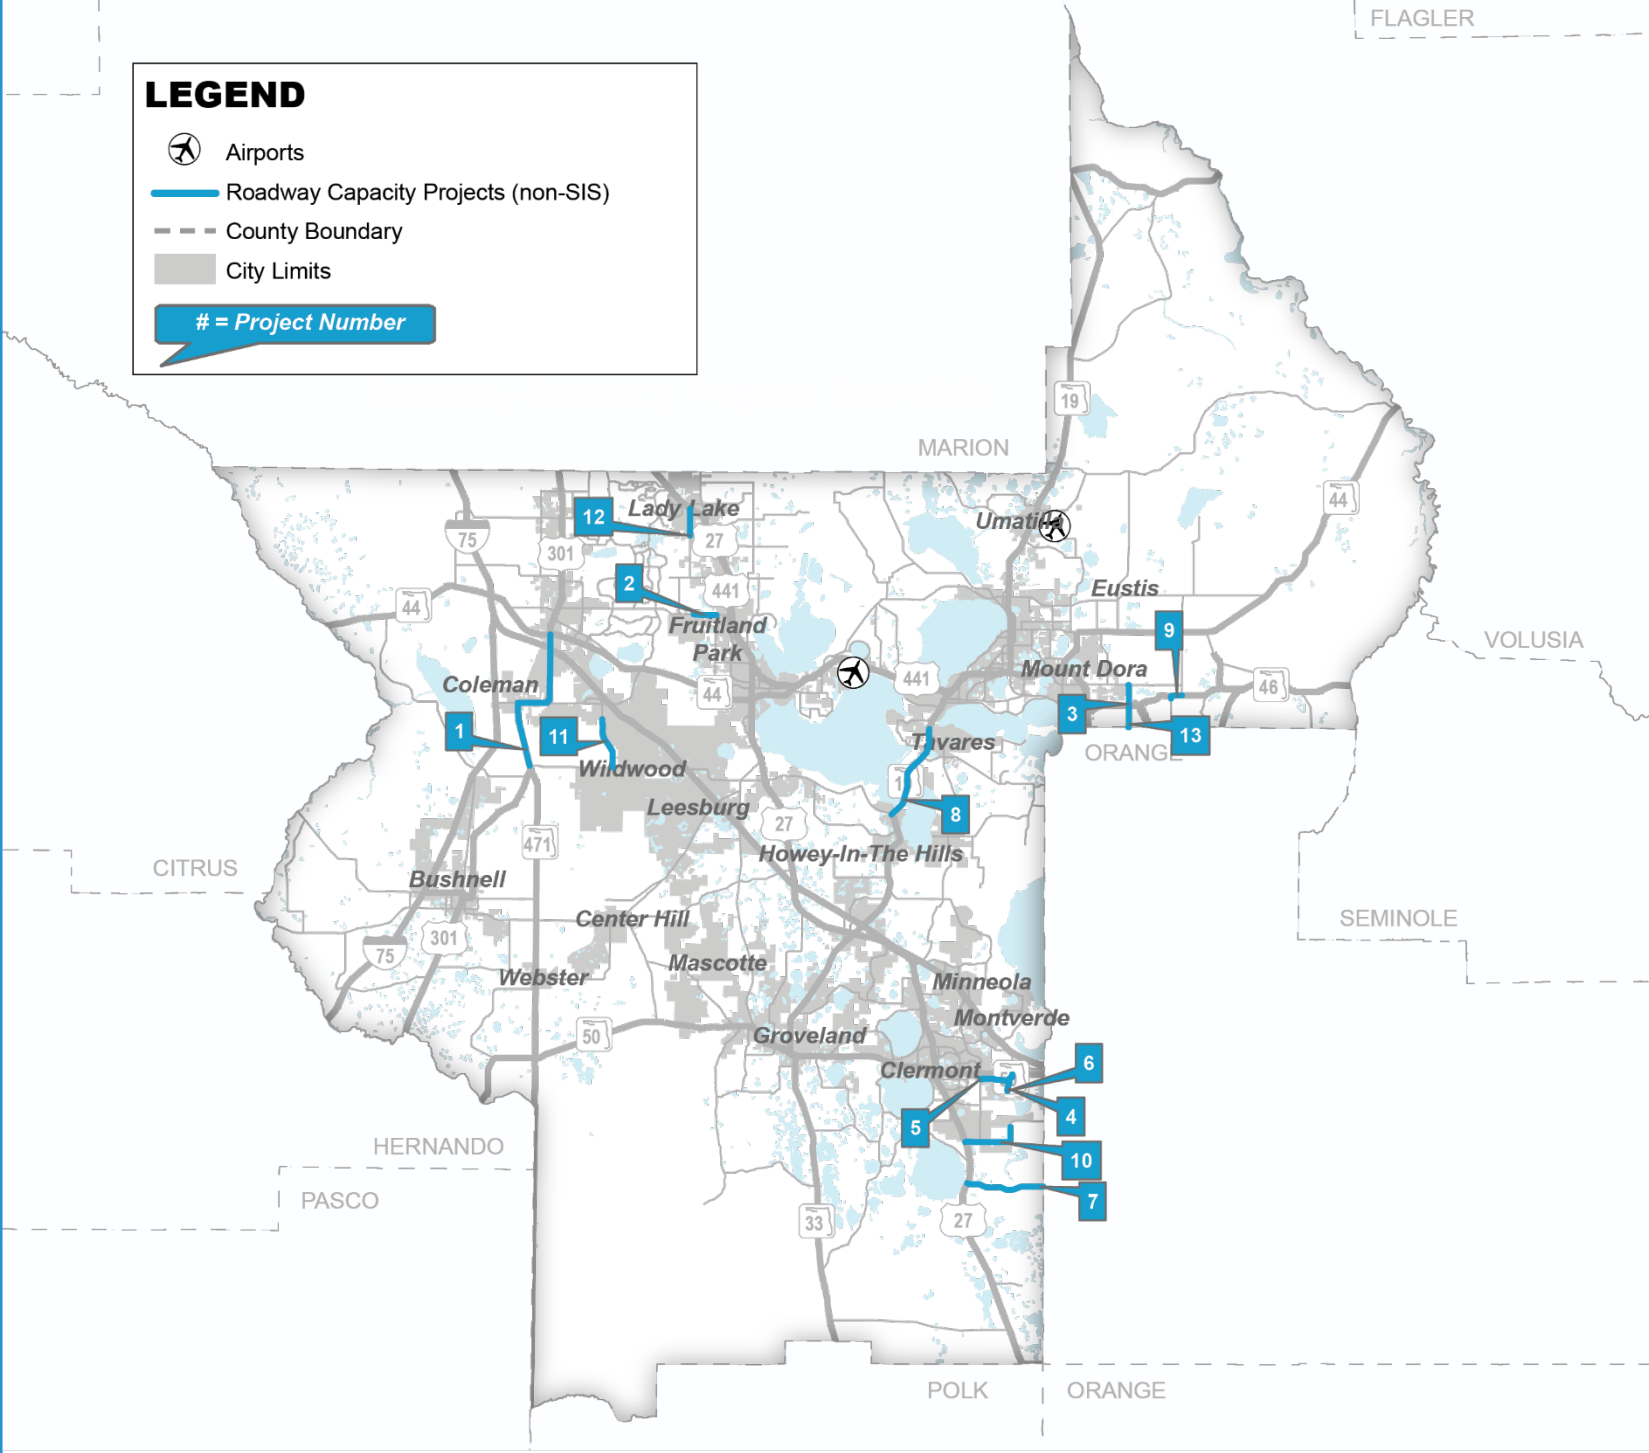 FLAGLER
LEGEND
Airports
Roadway Capacity Projects (non-SIS)
County Boundary
City Limits
# = Project Number
19
MARION
44
12
Lady Lake
Umatilla
75
301
27
2
441
Eustis
44
Fruitland
Park
9
VOLUSIA
Mount Dora
Coleman
44
441
46
3
1
11
13
Tavares
ORANGE
Wildwood
1
Leesburg
8
27
471
Howey-In-The Hills
CITRUS
Bushnell
Center Hill
SEMINOLE
301
75
Mascotte
Webster
Minneola
Montverde
50
Groveland
6
Clermont
4
5
HERNANDO
10
PASCO
7
33
27
POLK
ORANGE